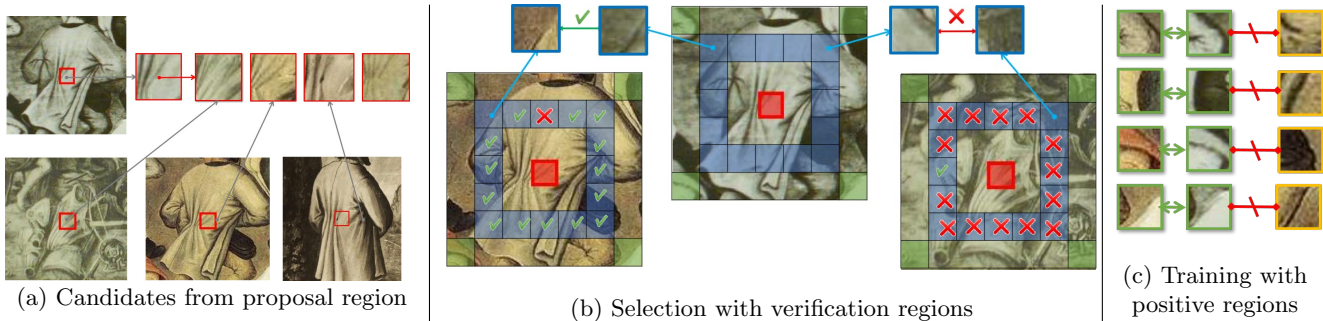 (a) Candidates from proposal region
(b) Selection with verification regions
(c) Training with
positive regions